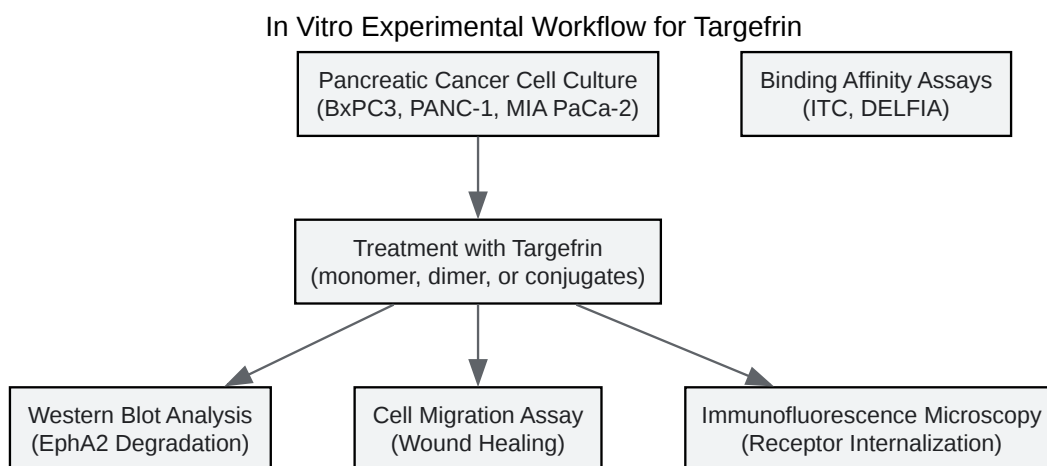 In Vitro Experimental Workflow for Targefrin
Pancreatic Cancer Cell Culture
(BxPC3, PANC-1, MIA PaCa-2)
Binding Affinity Assays
(ITC, DELFIA)
Treatment with Targefrin
(monomer, dimer, or conjugates)
Western Blot Analysis
(EphA2 Degradation)
Cell Migration Assay
(Wound Healing)
Immunofluorescence Microscopy
(Receptor Internalization)